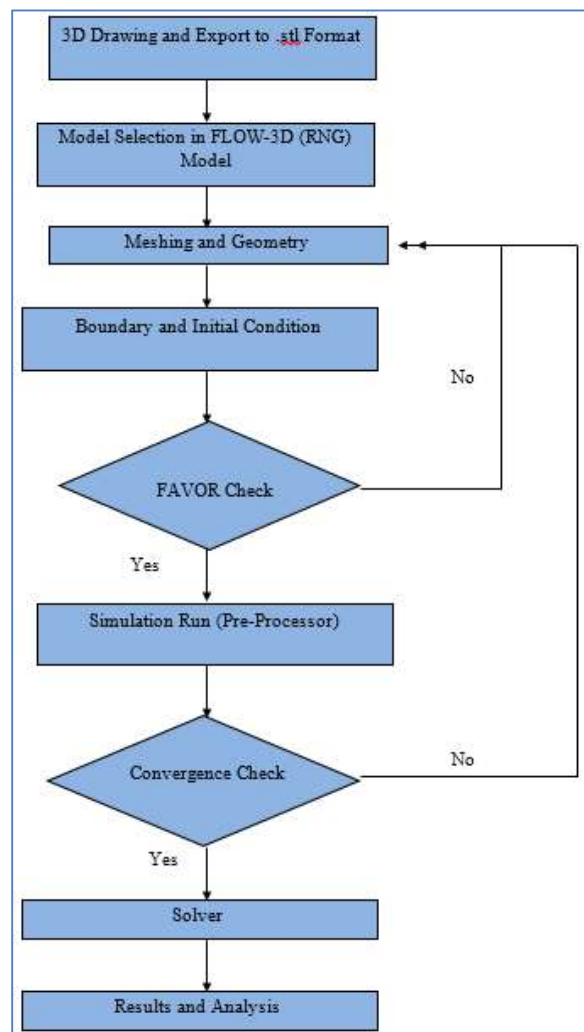 3D Drawing and Export to .stl Format
Model Selection in FLOW-3D (RNG)
Model
Meshing and Geometry
Boundary and Initial Condition
No
FAVOR Check
Yes
Simulation Run (Pre-Processor)
No
Convergence Check
Yes
Solver
Results and Analysis